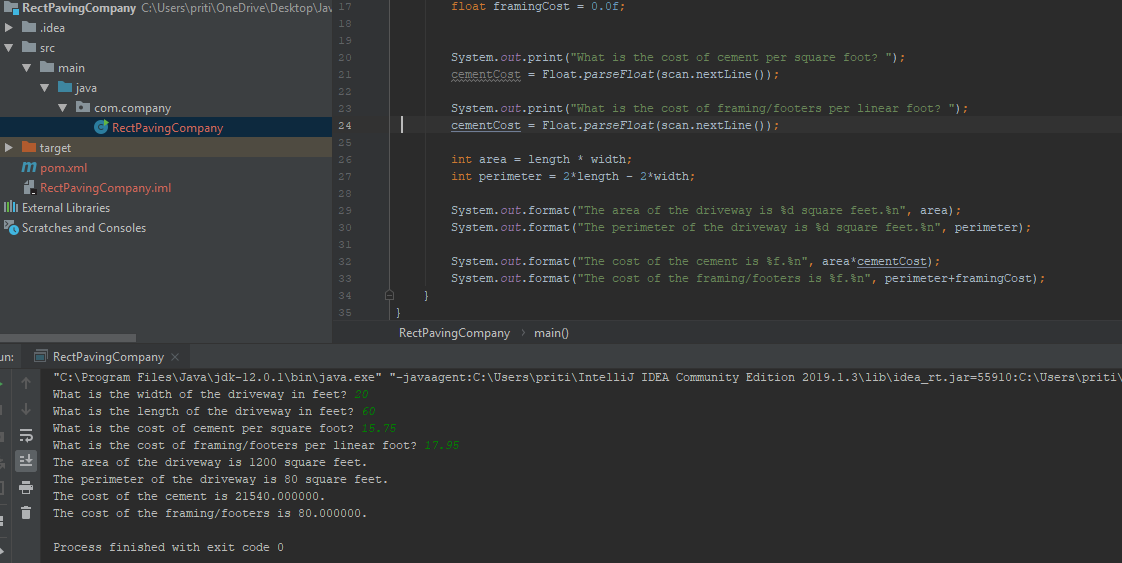 RectPavingCompany C:\Users\priti\OneDrive\Desktop\Jav
.idea
src
main
java
com.company
RectPavingCompany
target
pom.xml
RectPavingCompany.iml
External Libraries
Scratches and Consoles
17 float framingCost = 0.0f;
18
19
20 System.out.print("What is the cost of cement per square foot? ");
21 cementCost = Float.parseFloat(scan.nextLine());
22
23 System.out.print("What is the cost of framing/footers per linear foot? ");
24 cementCost = Float.parseFloat(scan.nextLine());
25
26 int area = length * width;
27 int perimeter = 2*length - 2*width;
28
29 System.out.format("The area of the driveway is %d square feet.%n", area);
30 System.out.format("The perimeter of the driveway is %d square feet.%n", perimeter);
31
32 System.out.format("The cost of the cement is %f.%n", area*cementCost);
33 System.out.format("The cost of the framing/footers is %f.%n", perimeter+framingCost);
34 }
35 }
RectPavingCompany › main()
un: RectPavingCompany ×
"C:\Program Files\Java\jdk-12.0.1\bin\java.exe" "-javaagent:C:\Users\priti\IntelliJ IDEA Community Edition 2019.1.3\lib\idea_rt.jar=55910:C:\Users\priti\
What is the width of the driveway in feet? 20
What is the length of the driveway in feet? 60
What is the cost of cement per square foot? 15.75
What is the cost of framing/footers per linear foot? 17.95
The area of the driveway is 1200 square feet.
The perimeter of the driveway is 80 square feet.
The cost of the cement is 21540.000000.
The cost of the framing/footers is 80.000000.
Process finished with exit code 0